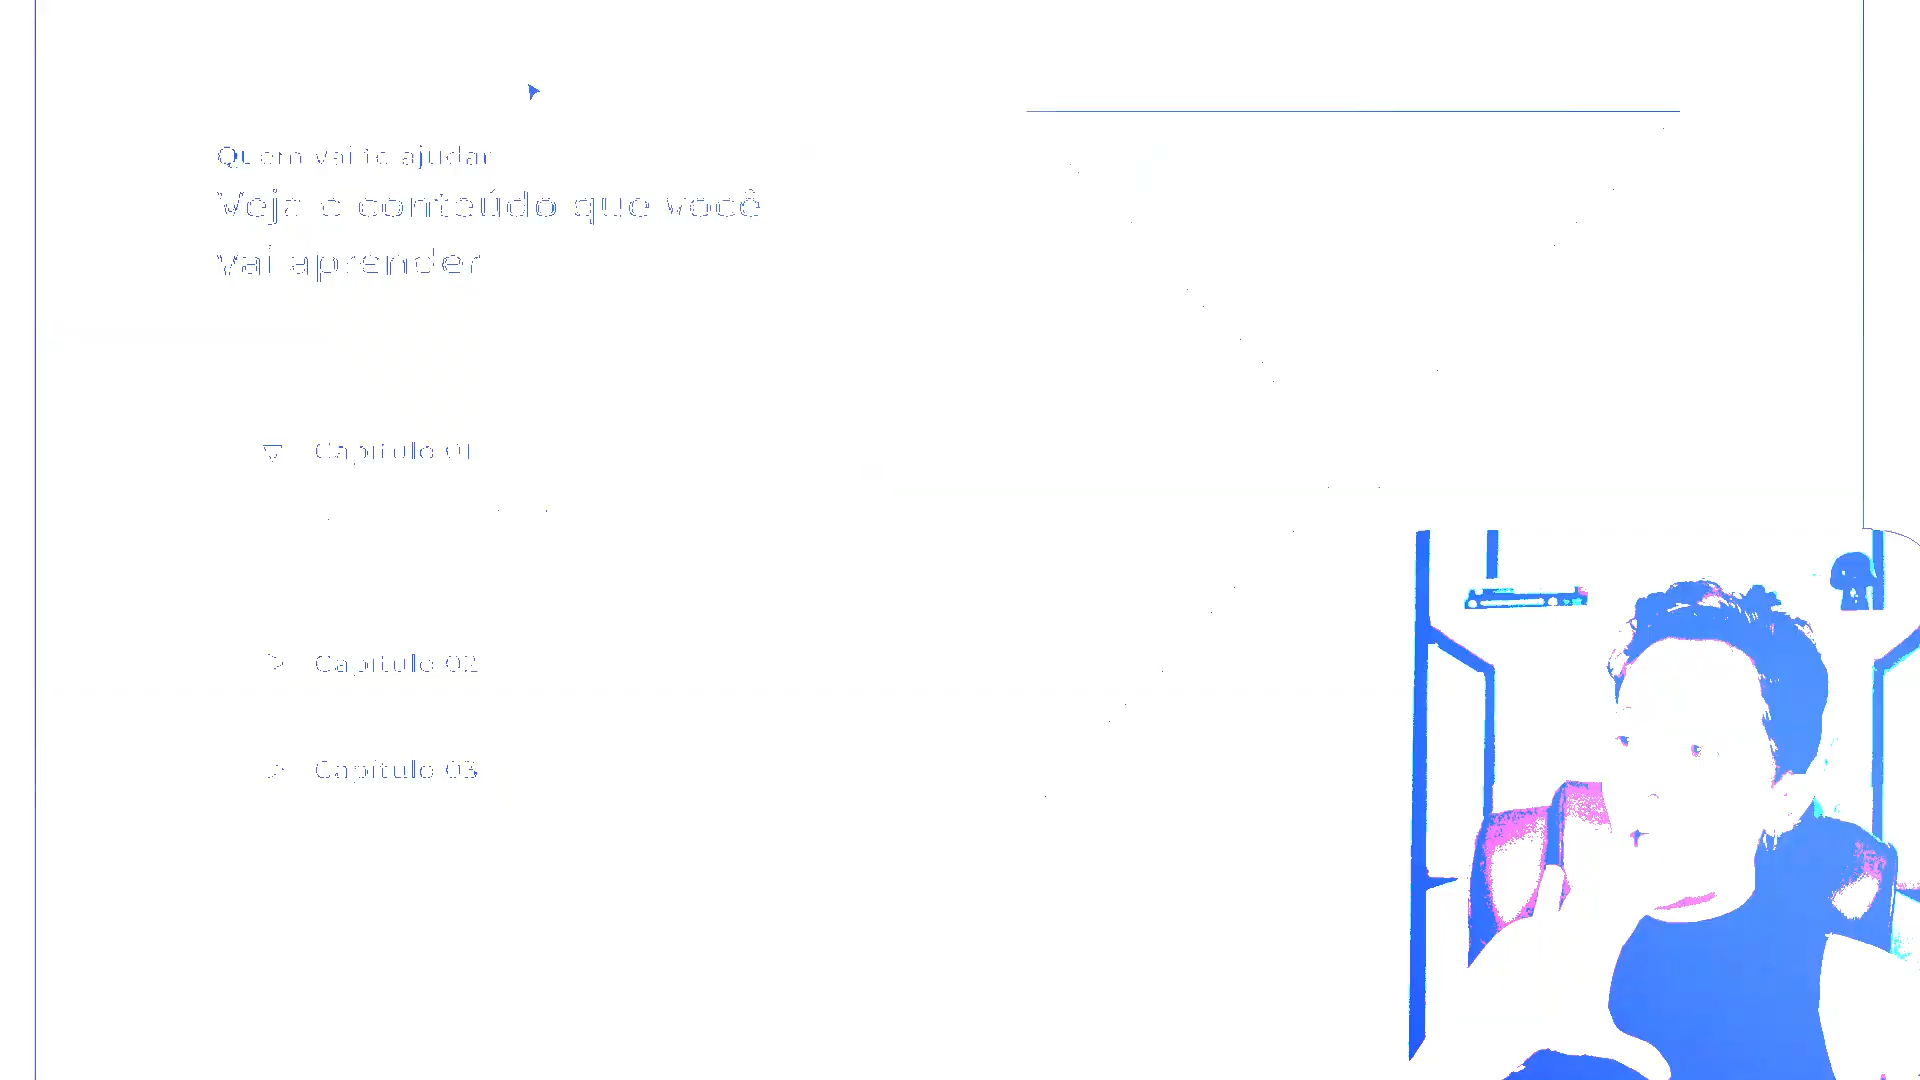 Quem vai te ajudar
Veja o conteúdo que você
vai aprender
Capítulo 01
Capítulo 02
Capítulo 03